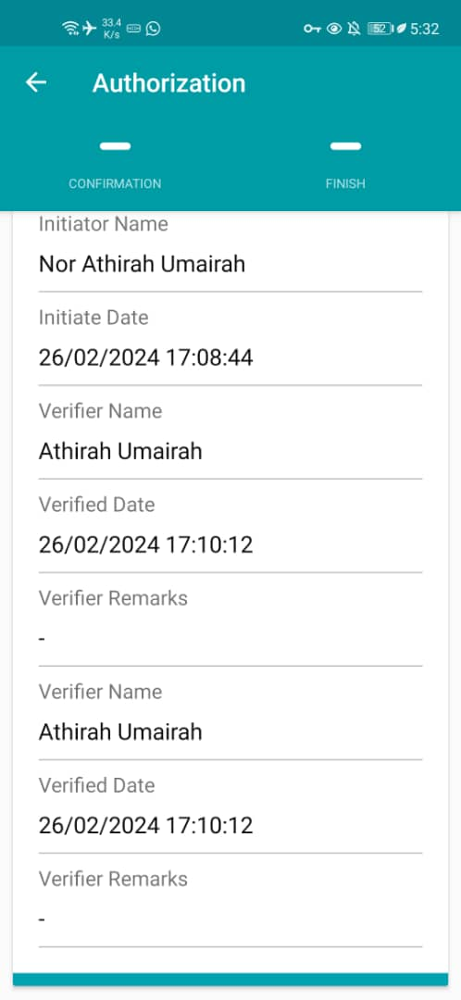 33.4
K/s
52
5:32
Authorization
CONFIRMATION
FINISH
Initiator Name
Nor Athirah Umairah
Initiate Date
26/02/2024 17:08:44
Verifier Name
Athirah Umairah
Verified Date
26/02/2024 17:10:12
Verifier Remarks
-
Verifier Name
Athirah Umairah
Verified Date
26/02/2024 17:10:12
Verifier Remarks
-